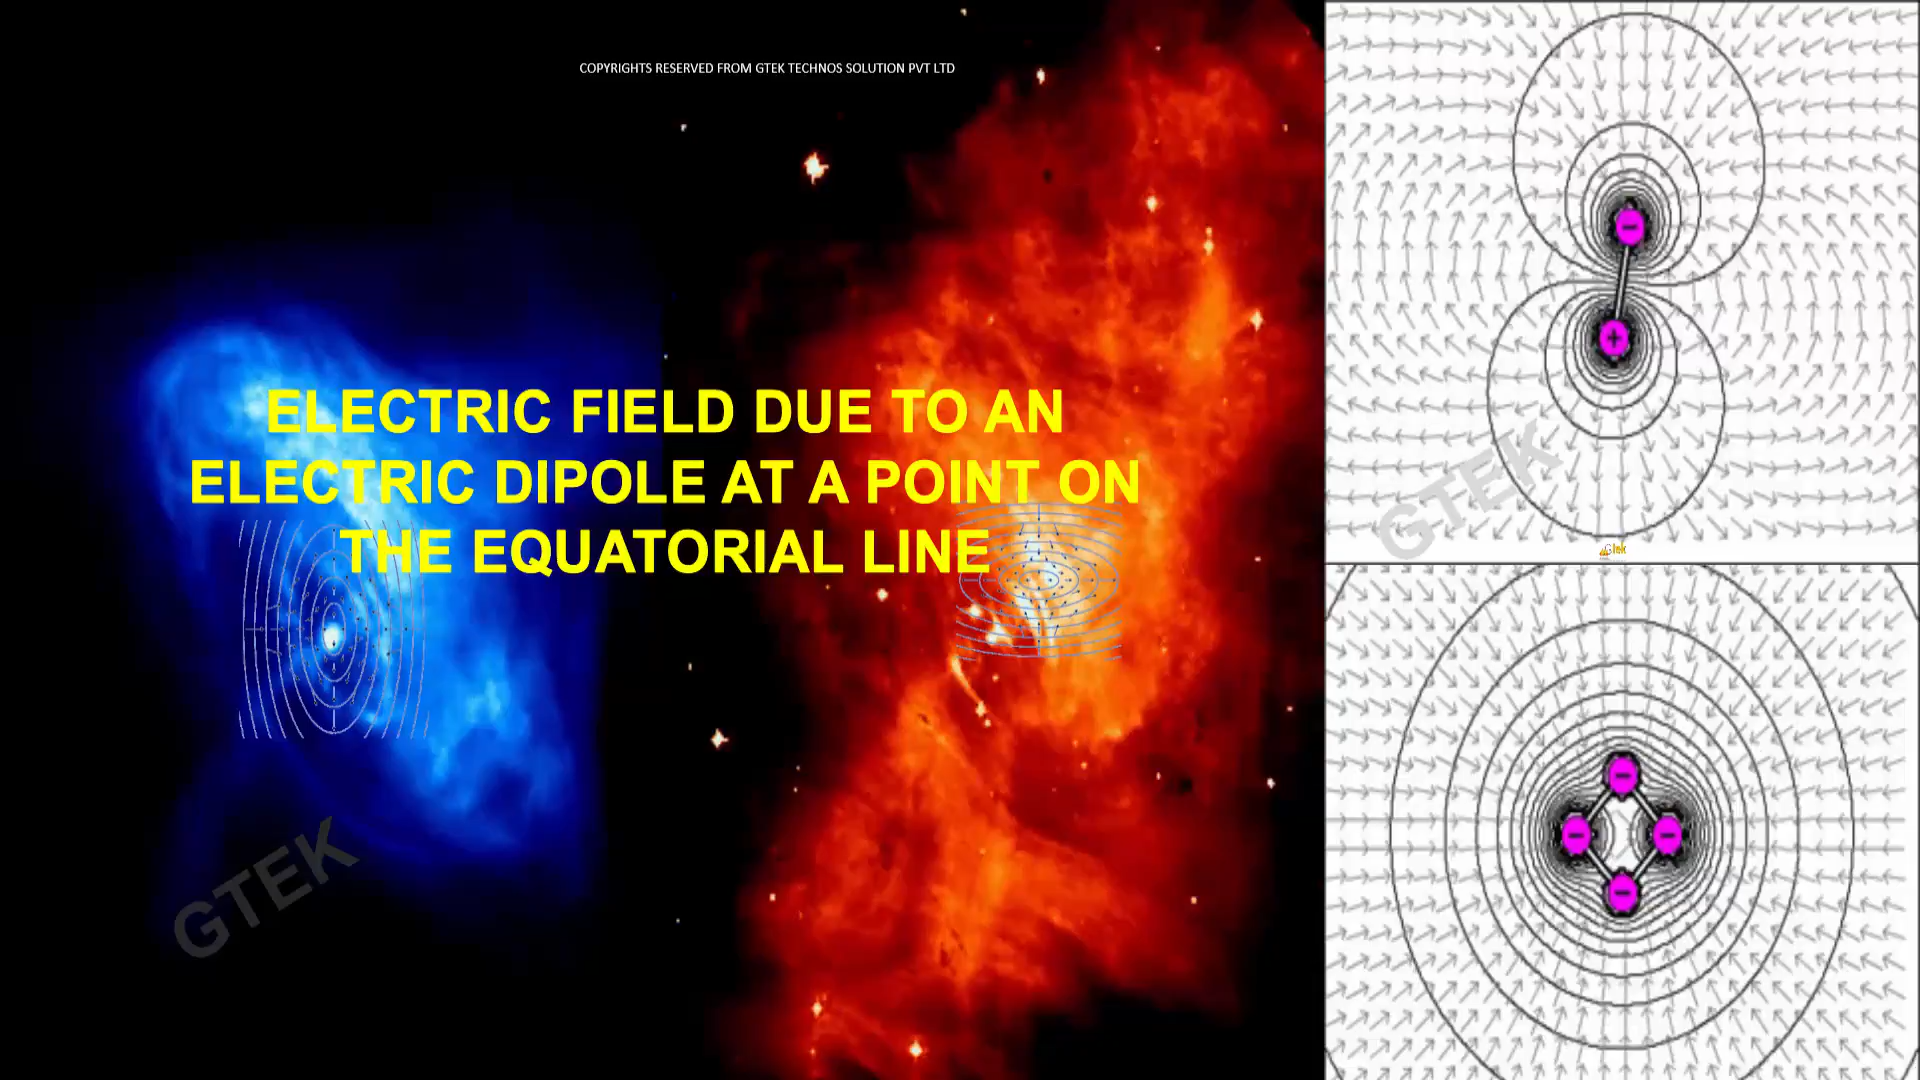 COPYRIGHTS RESERVED FROM GTEK TECHNOS SOLUTION PVT LTD
ELECTRIC FIELD DUE TO AN
ELECTRIC DIPOLE AT A POINT ON
THE EQUATORIAL LINE
GTEK
GTEK
−
+
−
−
−
−